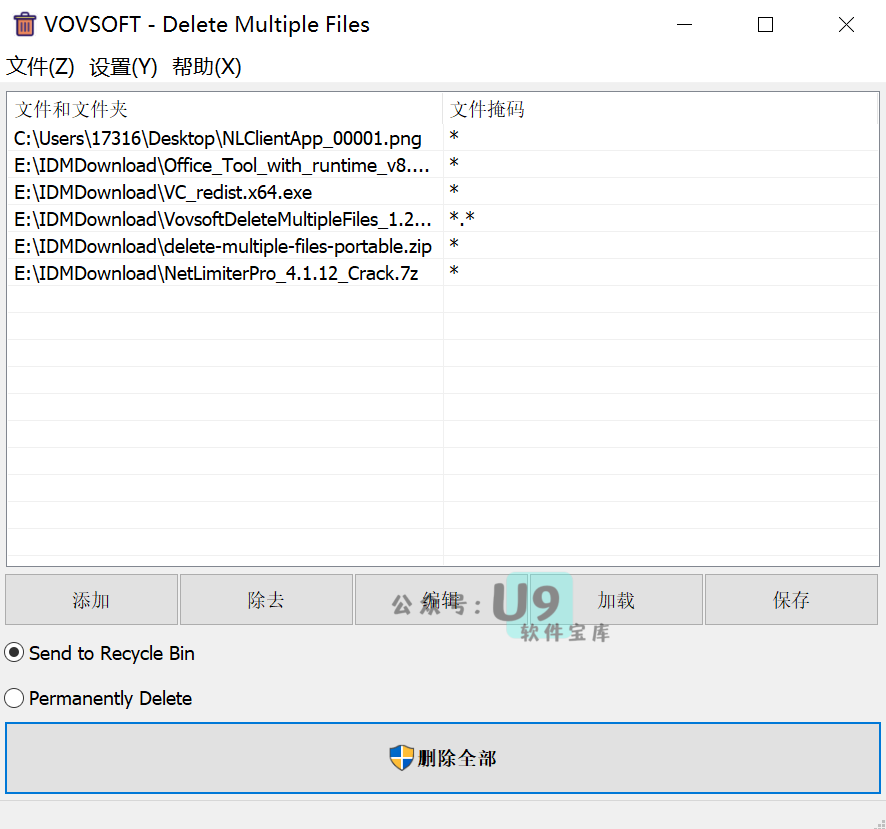 VOVSOFT - Delete Multiple Files
文件(Z) 设置(Y) 帮助(X)
文件和文件夹 文件掩码
C:\Users\17316\Desktop\NLClientApp_00001.png *
E:\IDMDownload\Office_Tool_with_runtime_v8.... *
E:\IDMDownload\VC_redist.x64.exe *
E:\IDMDownload\VovsoftDeleteMultipleFiles_1.2... *.*
E:\IDMDownload\delete-multiple-files-portable.zip *
E:\IDMDownload\NetLimiterPro_4.1.12_Crack.7z *
添加 除去 编辑 加载 保存
公众号：U9
软件宝库
Send to Recycle Bin
Permanently Delete
删除全部